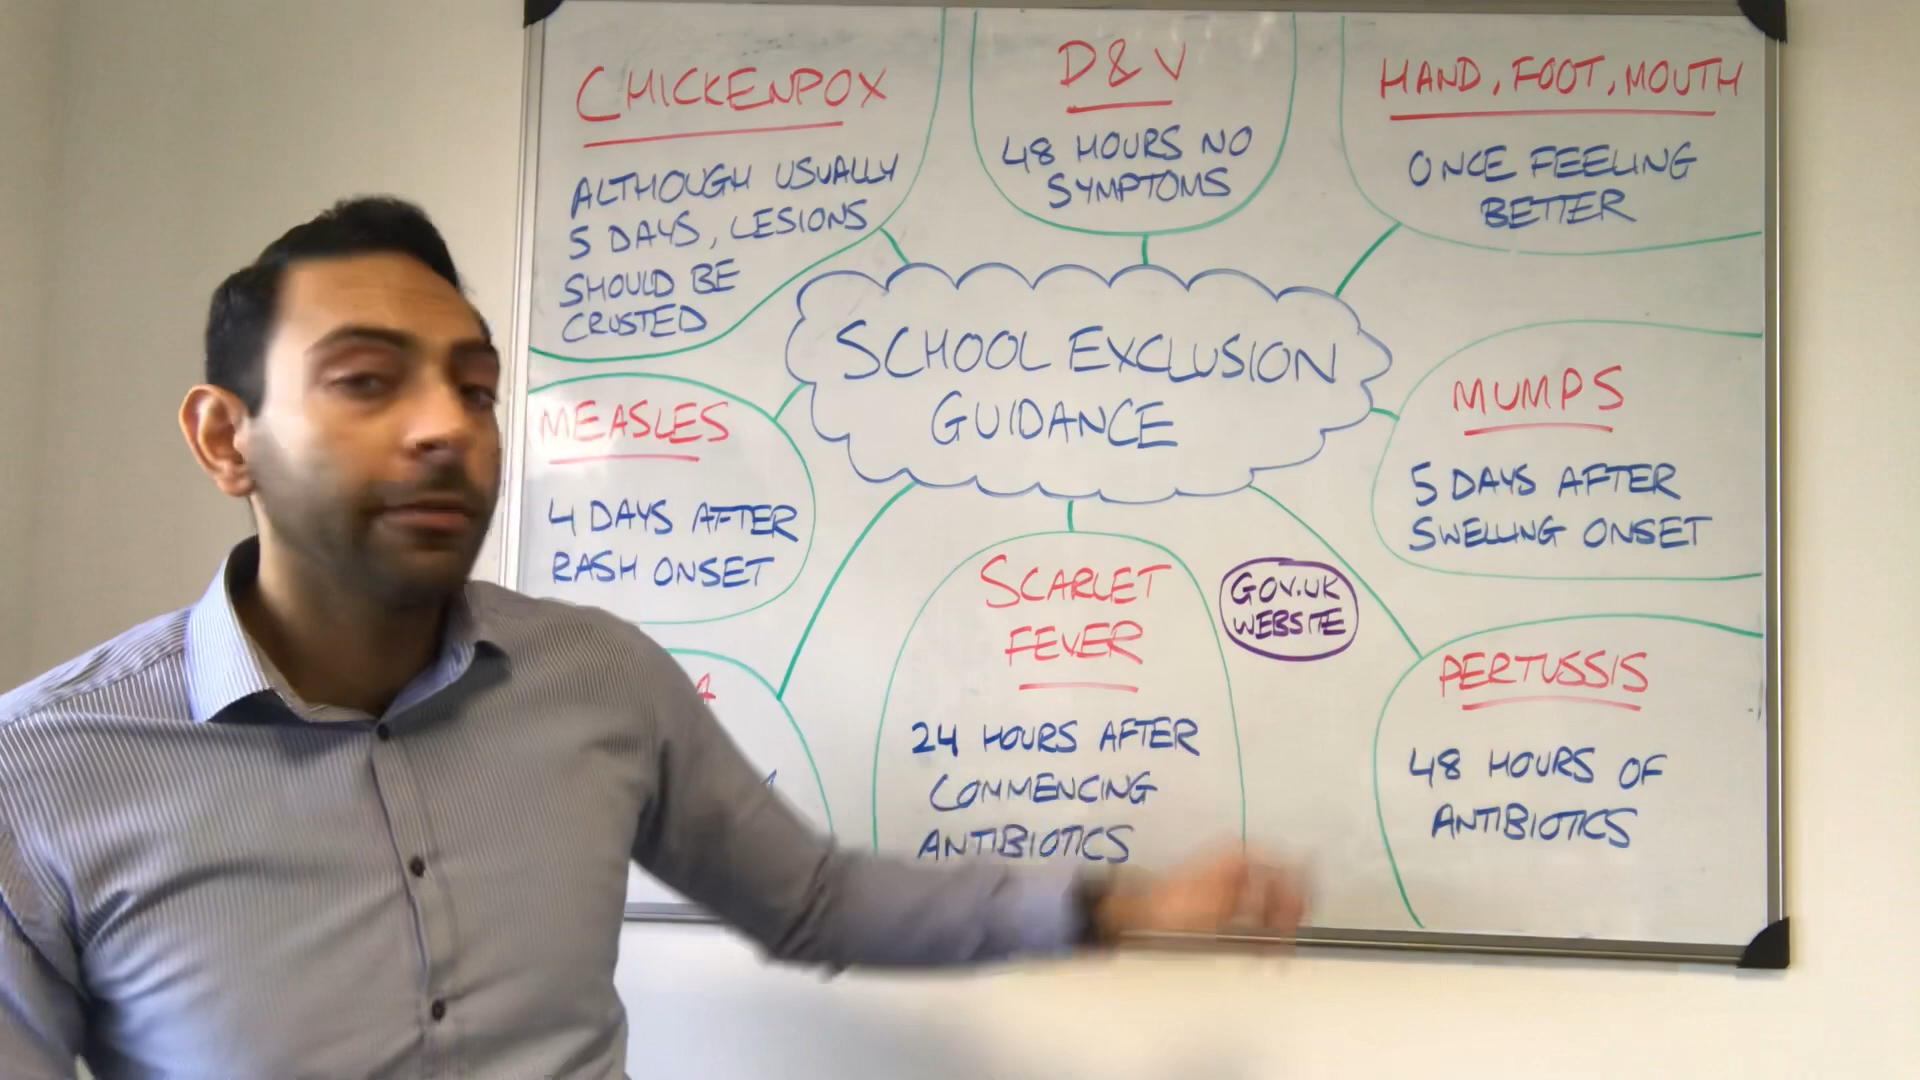 CHICKENPOX
ALTHOUGH USUALLY
5 DAYS, LESIONS
SHOULD BE
CRUSTED
D & V
48 HOURS NO
SYMPTOMS
HAND, FOOT, MOUTH
ONCE FEELING
BETTER
SCHOOL EXCLUSION
GUIDANCE
MEASLES
4 DAYS AFTER
RASH ONSET
MUMPS
5 DAYS AFTER
SWELLING ONSET
SCARLET
FEVER
24 HOURS AFTER
COMMENCING
ANTIBIOTICS
GOV.UK
WEBSITE
PERTUSSIS
48 HOURS OF
ANTIBIOTICS